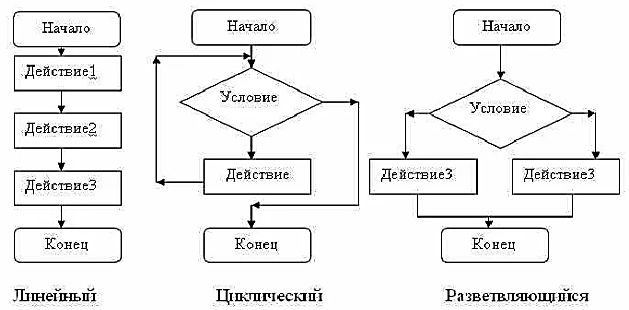 Начало
Действие1
Действие2
Действие3
Конец
Линейный
Начало
Условие
Действие
Конец
Циклический
Начало
Условие
Действие3
Действие3
Конец
Разветвляющийся